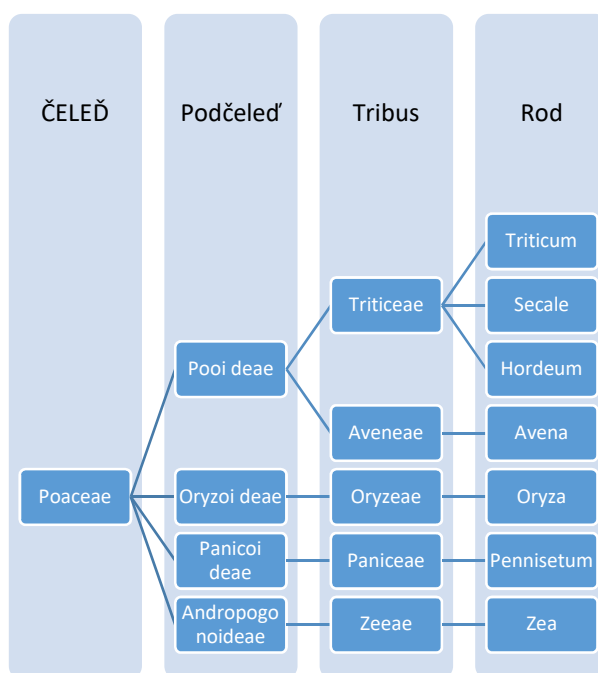 ČELEĎ
Podčeleď
Tribus
Rod
Poaceae
Pooi deae
Triticeae
Triticum
Secale
Hordeum
Aveneae
Avena
Oryzoi deae
Oryzeae
Oryza
Panicoi
deae
Paniceae
Pennisetum
Andropogo
noideae
Zeeae
Zea